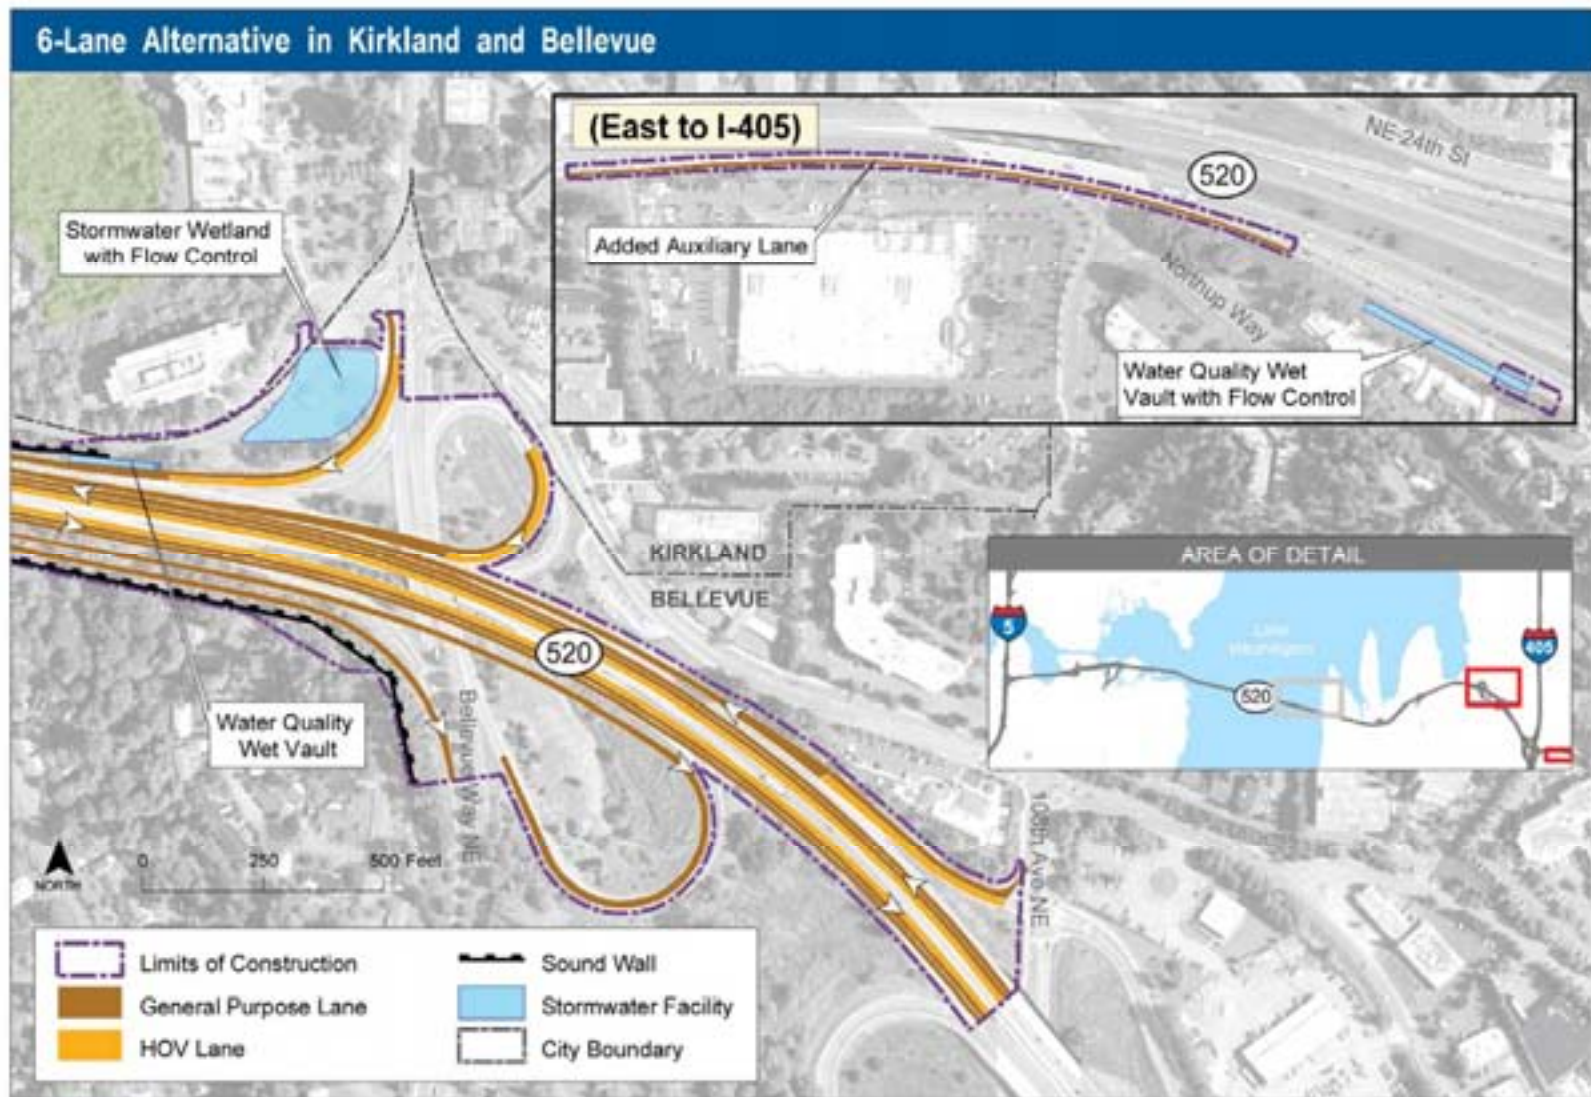 6-Lane Alternative in Kirkland and Bellevue
(East to I-405)
NE 24th St
520
Stormwater Wetland
with Flow Control
Added Auxiliary Lane
Northup Way
Water Quality Wet
Vault with Flow Control
KIRKLAND
BELLEVUE
AREA OF DETAIL
5
Lake
Washington
405
520
520
Water Quality
Wet Vault
Bellevue Way NE
108th Ave NE
NORTH
0 250 500 Feet
Limits of Construction
General Purpose Lane
HOV Lane
Sound Wall
Stormwater Facility
City Boundary